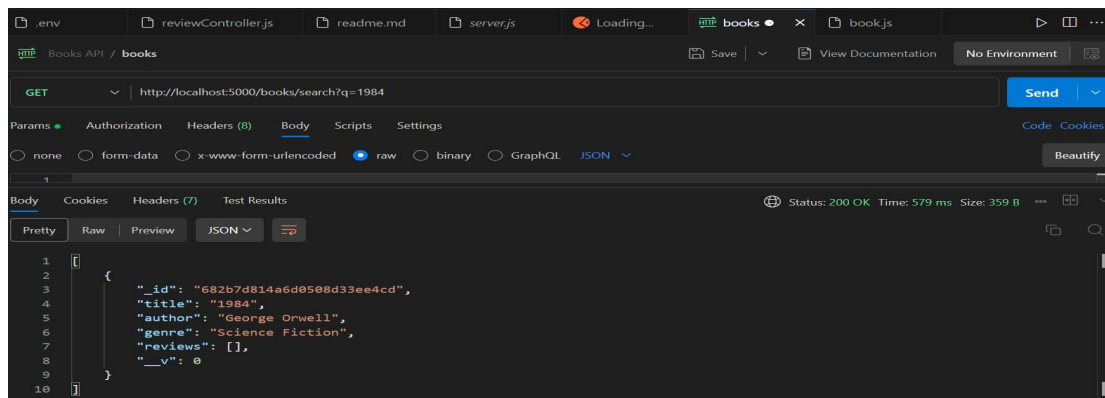 .env reviewController.js readme.md server.js Loading... HTTP books book.js
HTTP Books API / books Save View Documentation No Environment
GET http://localhost:5000/books/search?q=1984 Send
Params Authorization Headers (8) Body Scripts Settings Code Cookies
none form-data x-www-form-urlencoded raw binary GraphQL JSON Beautify
1
Body Cookies Headers (7) Test Results Status: 200 OK Time: 579 ms Size: 359 B
Pretty Raw Preview JSON
1 [
2 {
3 "_id": "682b7d814a6d0508d33ee4cd",
4 "title": "1984",
5 "author": "George Orwell",
6 "genre": "Science Fiction",
7 "reviews": [],
8 "__v": 0
9 }
10 ]